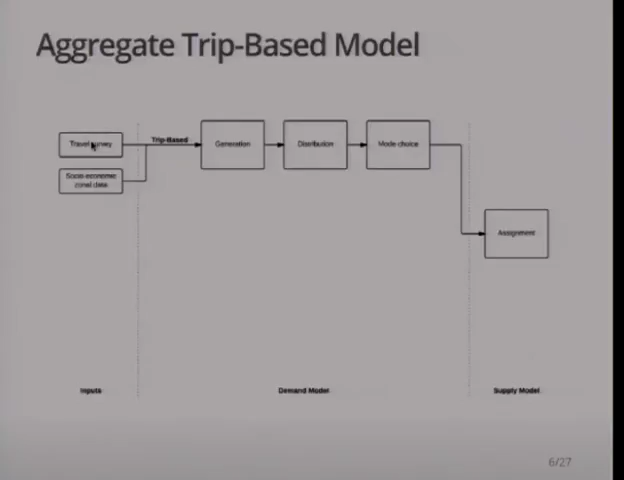 Aggregate Trip-Based Model
Travel survey
Trip-Based
Generation
Distribution
Mode choice
Socio-economic
zonal data
Assignment
Inputs
Demand Model
Supply Model
6/27